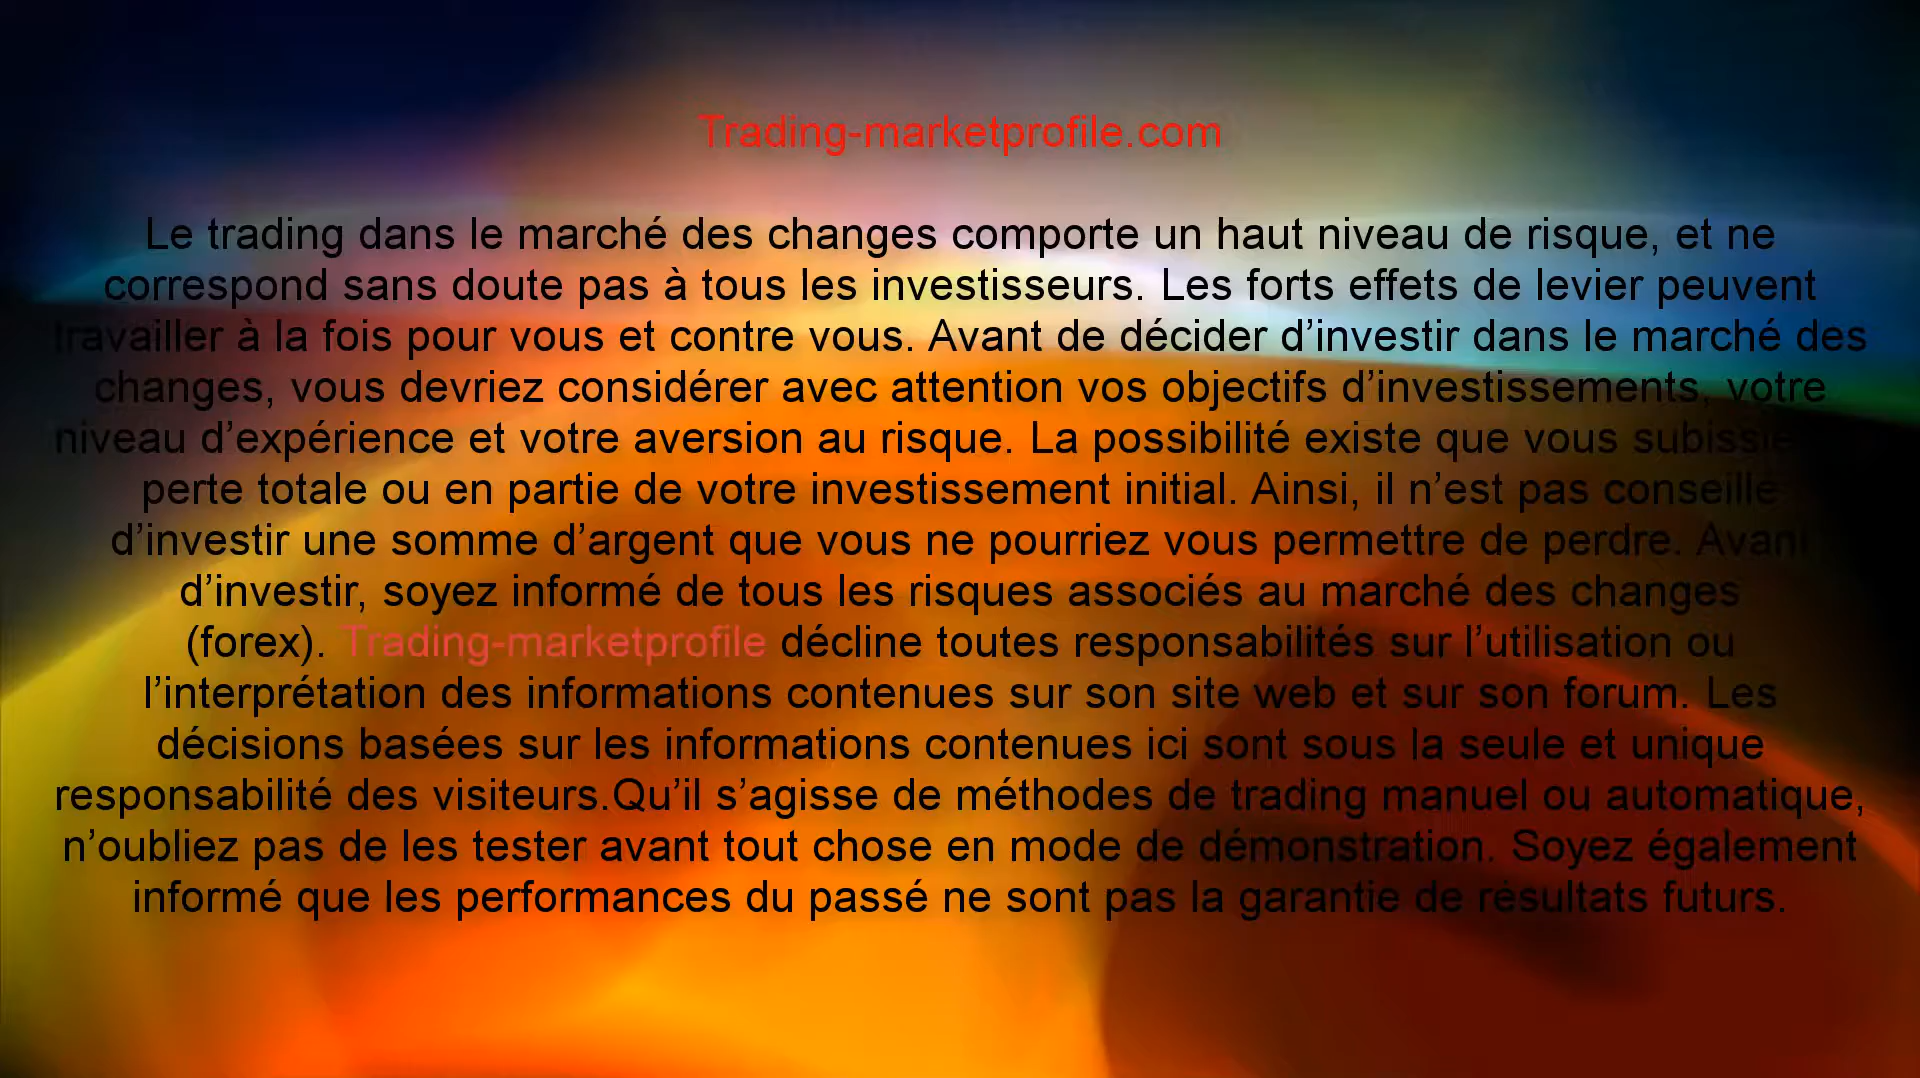 Trading-marketprofile.com
Le trading dans le marché des changes comporte un haut niveau de risque, et ne
correspond sans doute pas à tous les investisseurs. Les forts effets de levier peuvent
travailler à la fois pour vous et contre vous. Avant de décider d’investir dans le marché des
changes, vous devriez considérer avec attention vos objectifs d’investissements, votre
niveau d’expérience et votre aversion au risque. La possibilité existe que vous
perte totale ou en partie de votre investissement initial. Ainsi, il n’est pas conseillé
d’investir une somme d’argent que vous ne pourriez vous permettre de perdre. Avant
d’investir, soyez informé de tous les risques associés au marché des changes
(forex). Trading-marketprofile décline toutes responsabilités sur l’utilisation ou
l’interprétation des informations contenues sur son site web et sur son forum. Les
décisions basées sur les informations contenues ici sont sous la seule et unique
responsabilité des visiteurs.Qu’il s’agisse de méthodes de trading manuel ou automatique,
n’oubliez pas de les tester avant tout chose en mode de démonstration. Soyez également
informé que les performances du passé ne sont pas la garantie de résultats futurs.